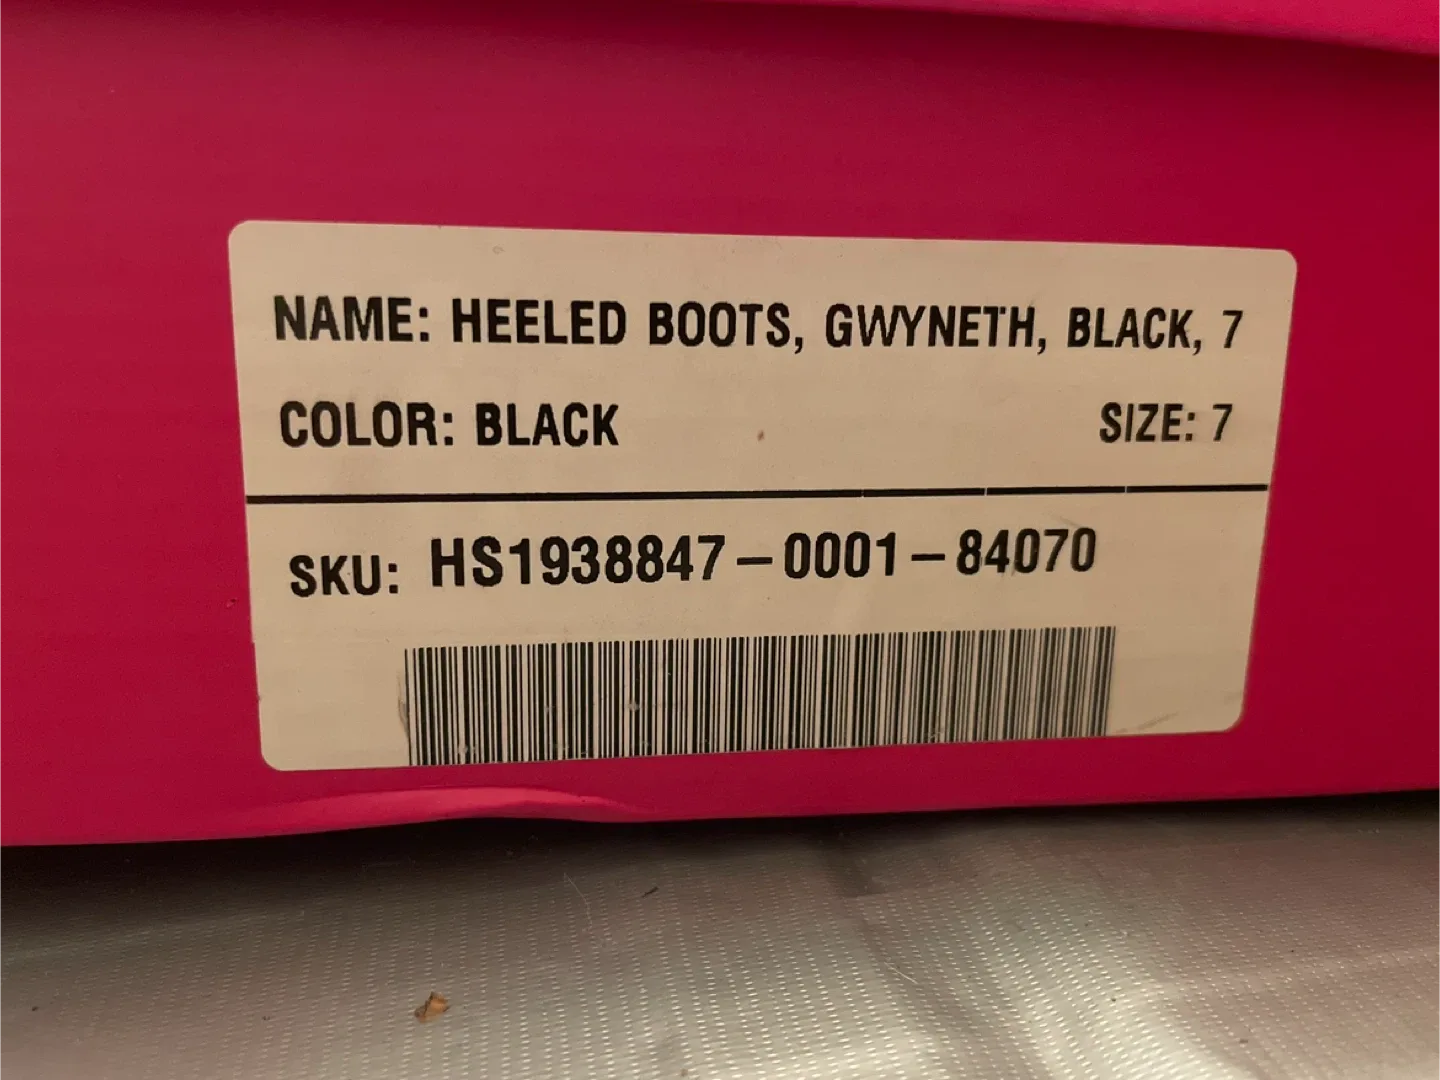 NAME: HEELED BOOTS, GWYNETH, BLACK, 7
COLOR: BLACK SIZE: 7
SKU: HS1938847-0001-84070